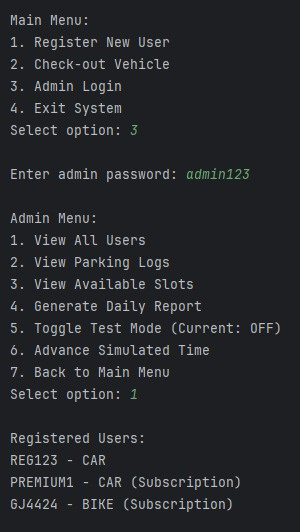 Main Menu:
1. Register New User
2. Check-out Vehicle
3. Admin Login
4. Exit System
Select option: 3
Enter admin password: admin123
Admin Menu:
1. View All Users
2. View Parking Logs
3. View Available Slots
4. Generate Daily Report
5. Toggle Test Mode (Current: OFF)
6. Advance Simulated Time
7. Back to Main Menu
Select option: 1
Registered Users:
REG123 - CAR
PREMIUM1 - CAR (Subscription)
GJ4424 - BIKE (Subscription)